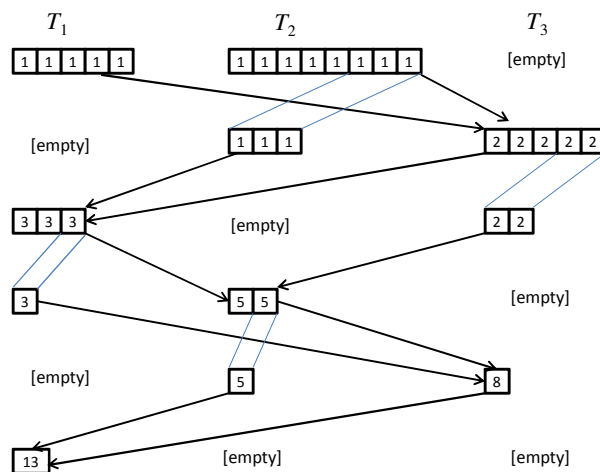 T₁ T₂ T₃
1 1 1 1 1 1 1 1 1 1 1 1 1 [empty]
[empty] 1 1 1 2 2 2 2 2
3 3 3 [empty] 2 2
3 5 5 [empty]
[empty] 5 8
13 [empty] [empty]